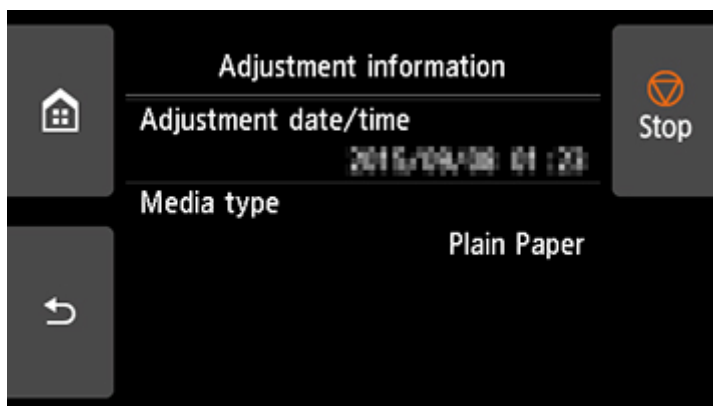 Adjustment information
Adjustment date/time
Stop
Media type
Plain Paper